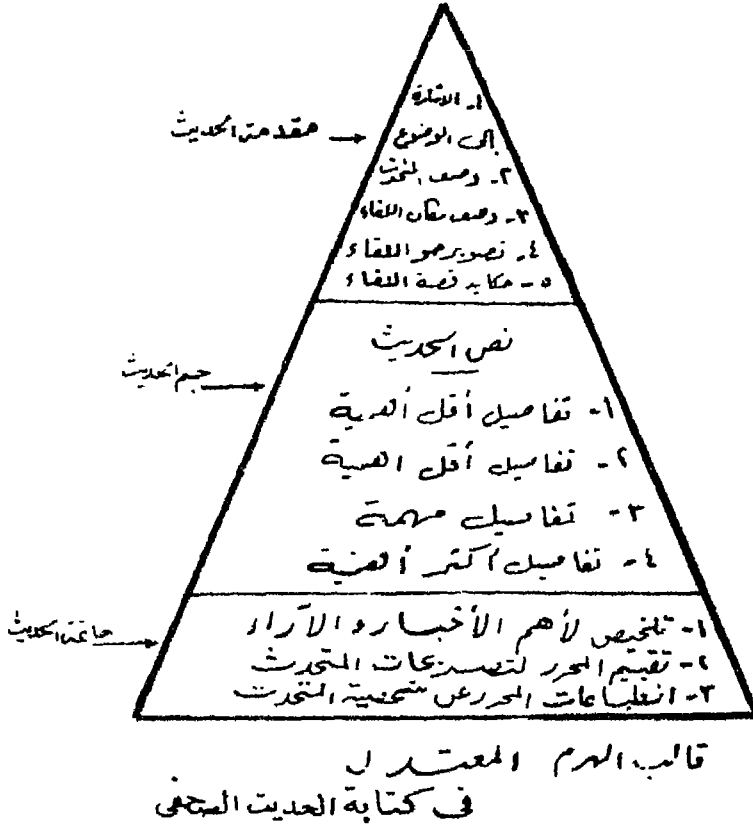 ١- الاشارة
مقدمة الحديث
إلى الموضوع
٢- وصف المتحدث
٣- وصف مكان اللقاء
٤- تصوير جو اللقاء
٥- حكاية قصة اللقاء
نص الحديث
جسم الحديث
١- تفاصيل أقل أهمية
٢- تفاصيل أقل اهمية
٣- تفاصيل مهمة
٤- تفاصيل أكثر أهمية
خاتمة الحديث
١- تلخيص لأهم الأخبار والآراء
٢- تقييم المحرر لتصريحات المتحدث
٣- انطباعات المحرر عن شخصية المتحدث
قالب الهرم المعتدل
في كتابة الحديث الصحفى